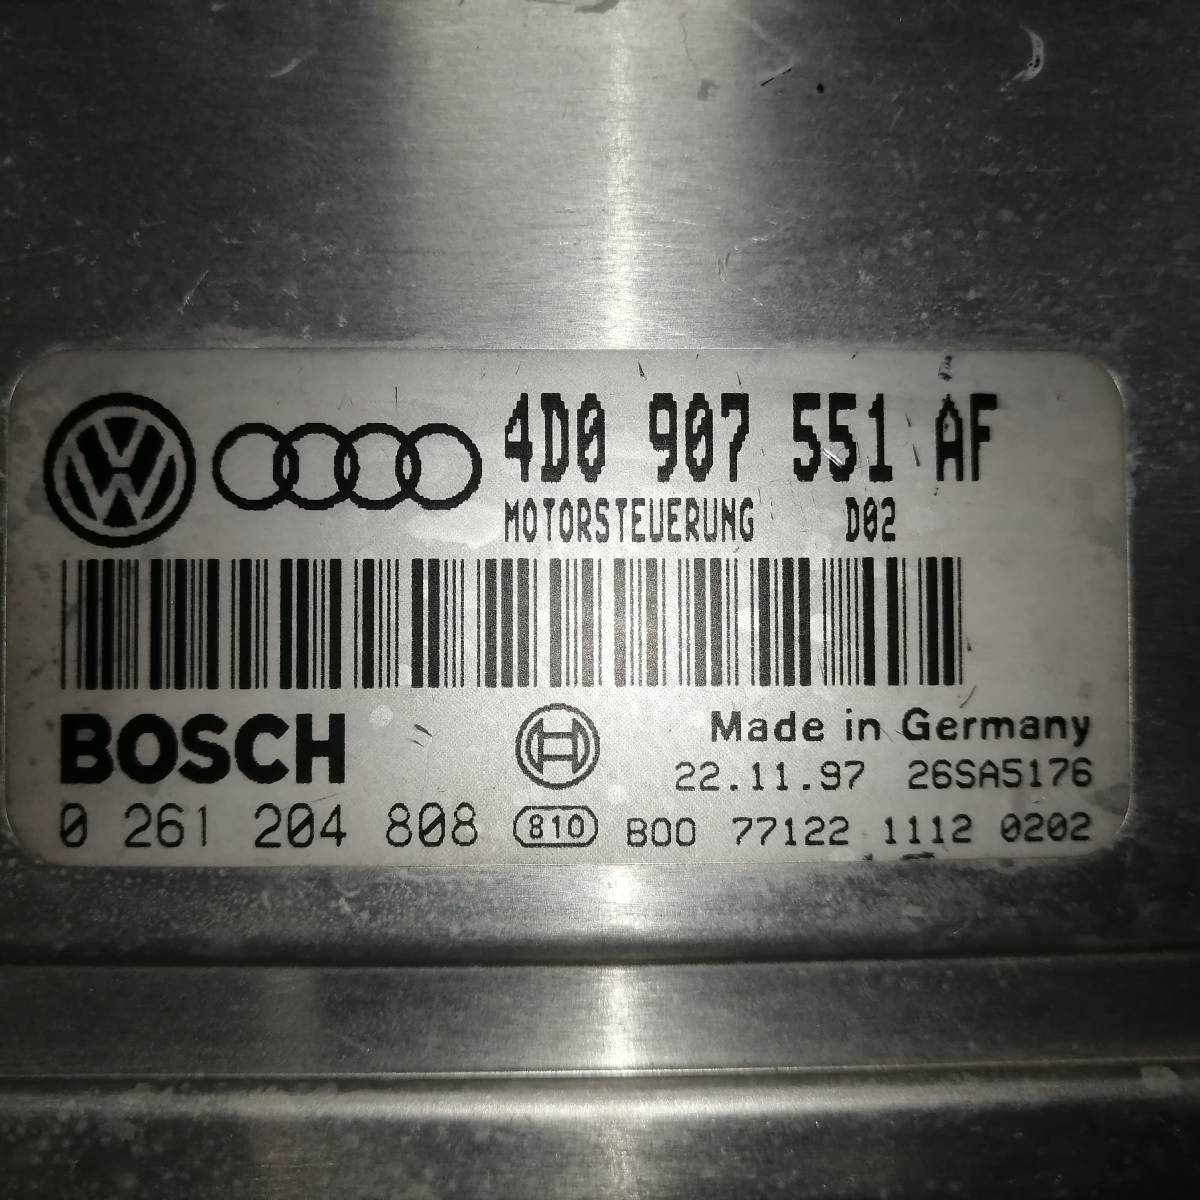 4D0 907 551 AF
MOTORSTEUERUNG D02
BOSCH
Made in Germany
22.11.97 26SA5176
0 261 204 808 810 B00 77122 1112 0202